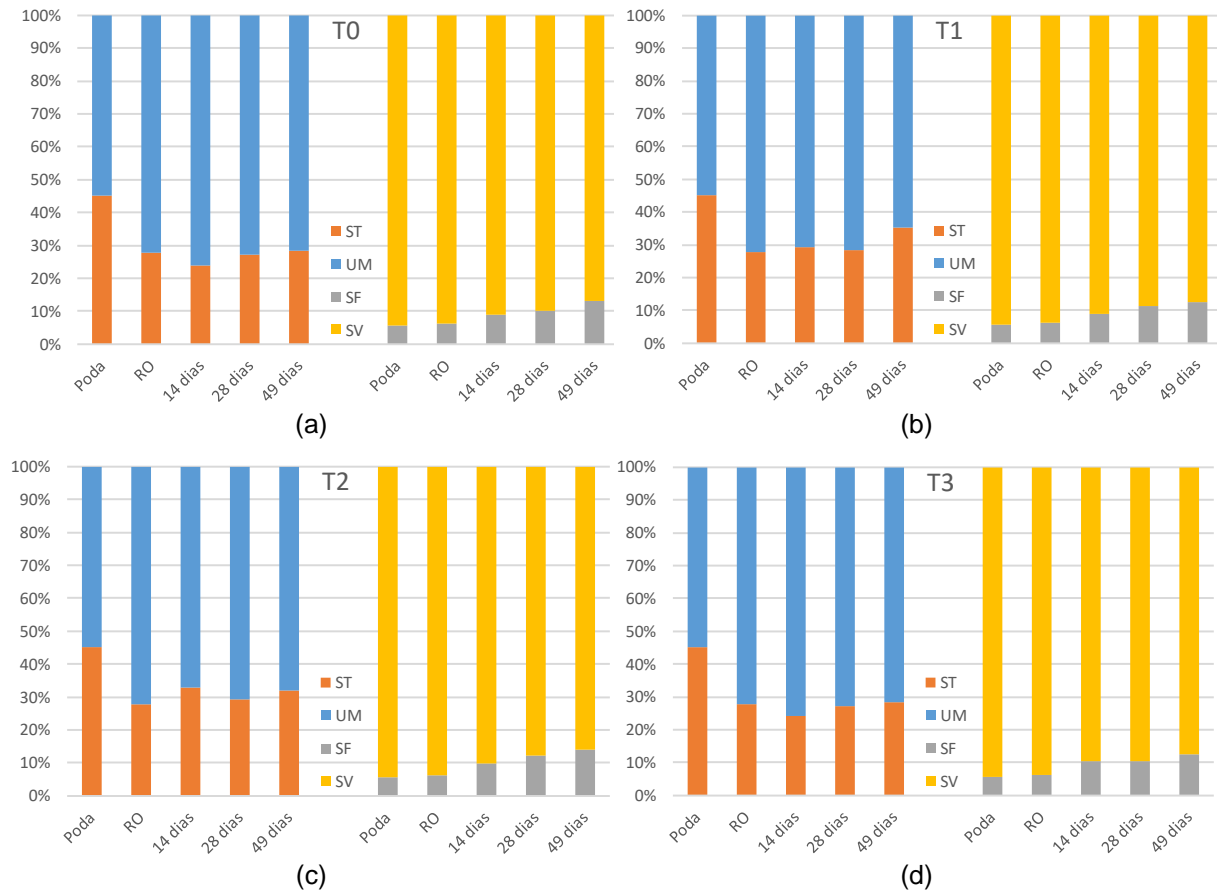 T0
100%
90%
80%
70%
60%
50%
40%
30%
20%
10%
0%
ST
UM
SF
SV
Poda
RO
14 dias
28 dias
49 dias
Poda
RO
14 dias
28 dias
49 dias
(a)
T1
100%
90%
80%
70%
60%
50%
40%
30%
20%
10%
0%
ST
UM
SF
SV
Poda
RO
14 dias
28 dias
49 dias
Poda
RO
14 dias
28 dias
49 dias
(b)
T2
100%
90%
80%
70%
60%
50%
40%
30%
20%
10%
0%
ST
UM
SF
SV
Poda
RO
14 dias
28 dias
49 dias
Poda
RO
14 dias
28 dias
49 dias
(c)
T3
100%
90%
80%
70%
60%
50%
40%
30%
20%
10%
0%
ST
UM
SF
SV
Poda
RO
14 dias
28 dias
49 dias
Poda
RO
14 dias
28 dias
49 dias
(d)